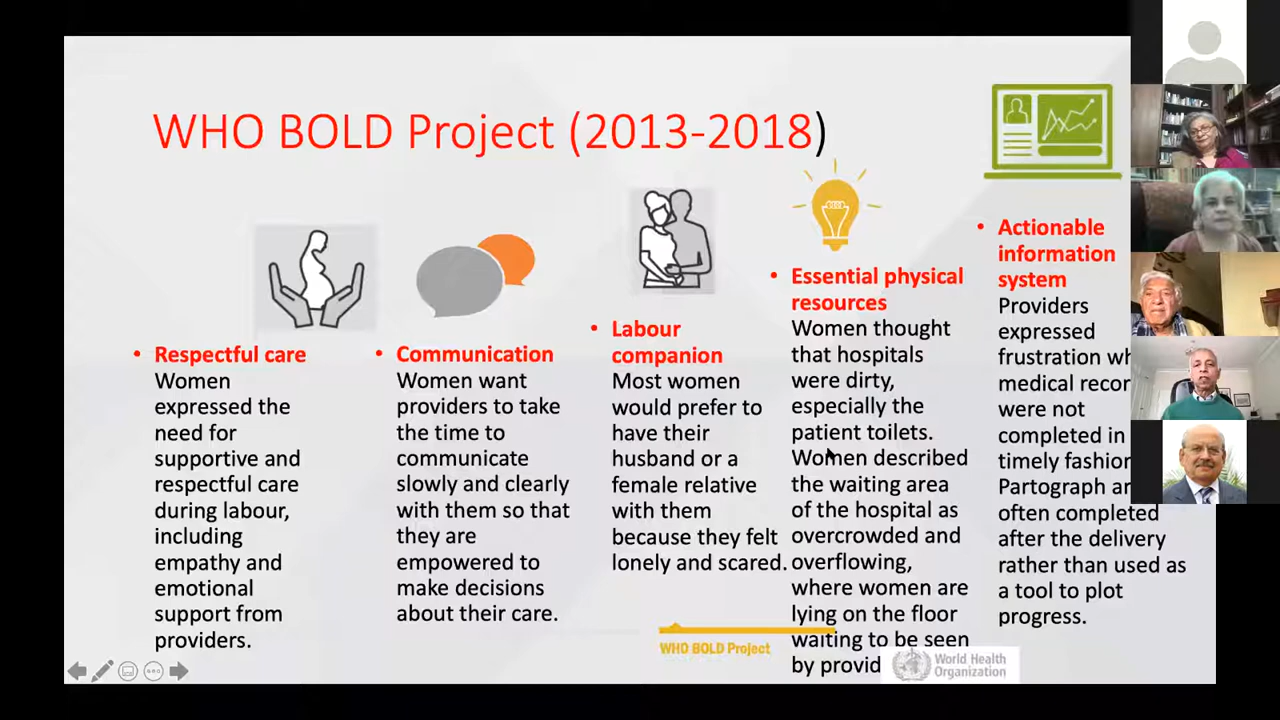 WHO BOLD Project (2013-2018)
Respectful care
Women
expressed the
need for
supportive and
respectful care
during labour,
including
empathy and
emotional
support from
providers.
Communication
Women want
providers to take
the time to
communicate
slowly and clearly
with them so that
they are
empowered to
make decisions
about their care.
Labour
companion
Most women
would prefer to
have their
husband or a
female relative
with them
because they felt
lonely and scared.
Essential physical
resources
Women thought
that hospitals
were dirty,
especially the
patient toilets.
Women described
the waiting area
of the hospital as
overcrowded and
overflowing,
where women are
lying on the floor
waiting to be seen
by provid
Actionable
information
system
Providers
expressed
frustration wh
medical recor
were not
completed in
timely fashion
Partograph ar
often completed
after the delivery
rather than used as
a tool to plot
progress.
WHO BOLD Project
World Health
Organization